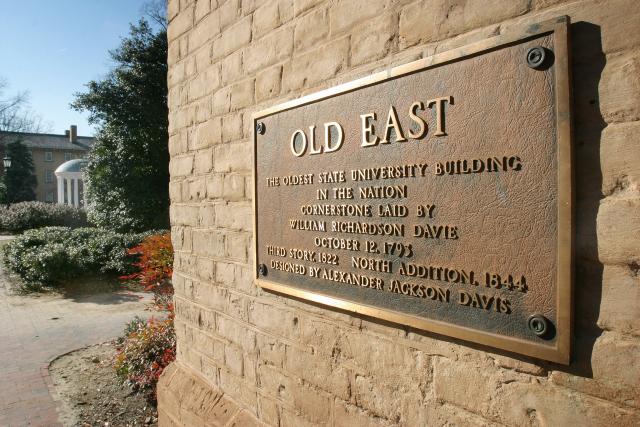 OLD EAST
THE OLDEST STATE UNIVERSITY BUILDING
IN THE NATION
CORNERSTONE LAID BY
WILLIAM RICHARDSON DAVIE
OCTOBER 12, 1793
THIRD STORY, 1822 NORTH ADDITION, 1844
DESIGNED BY ALEXANDER JACKSON DAVIS